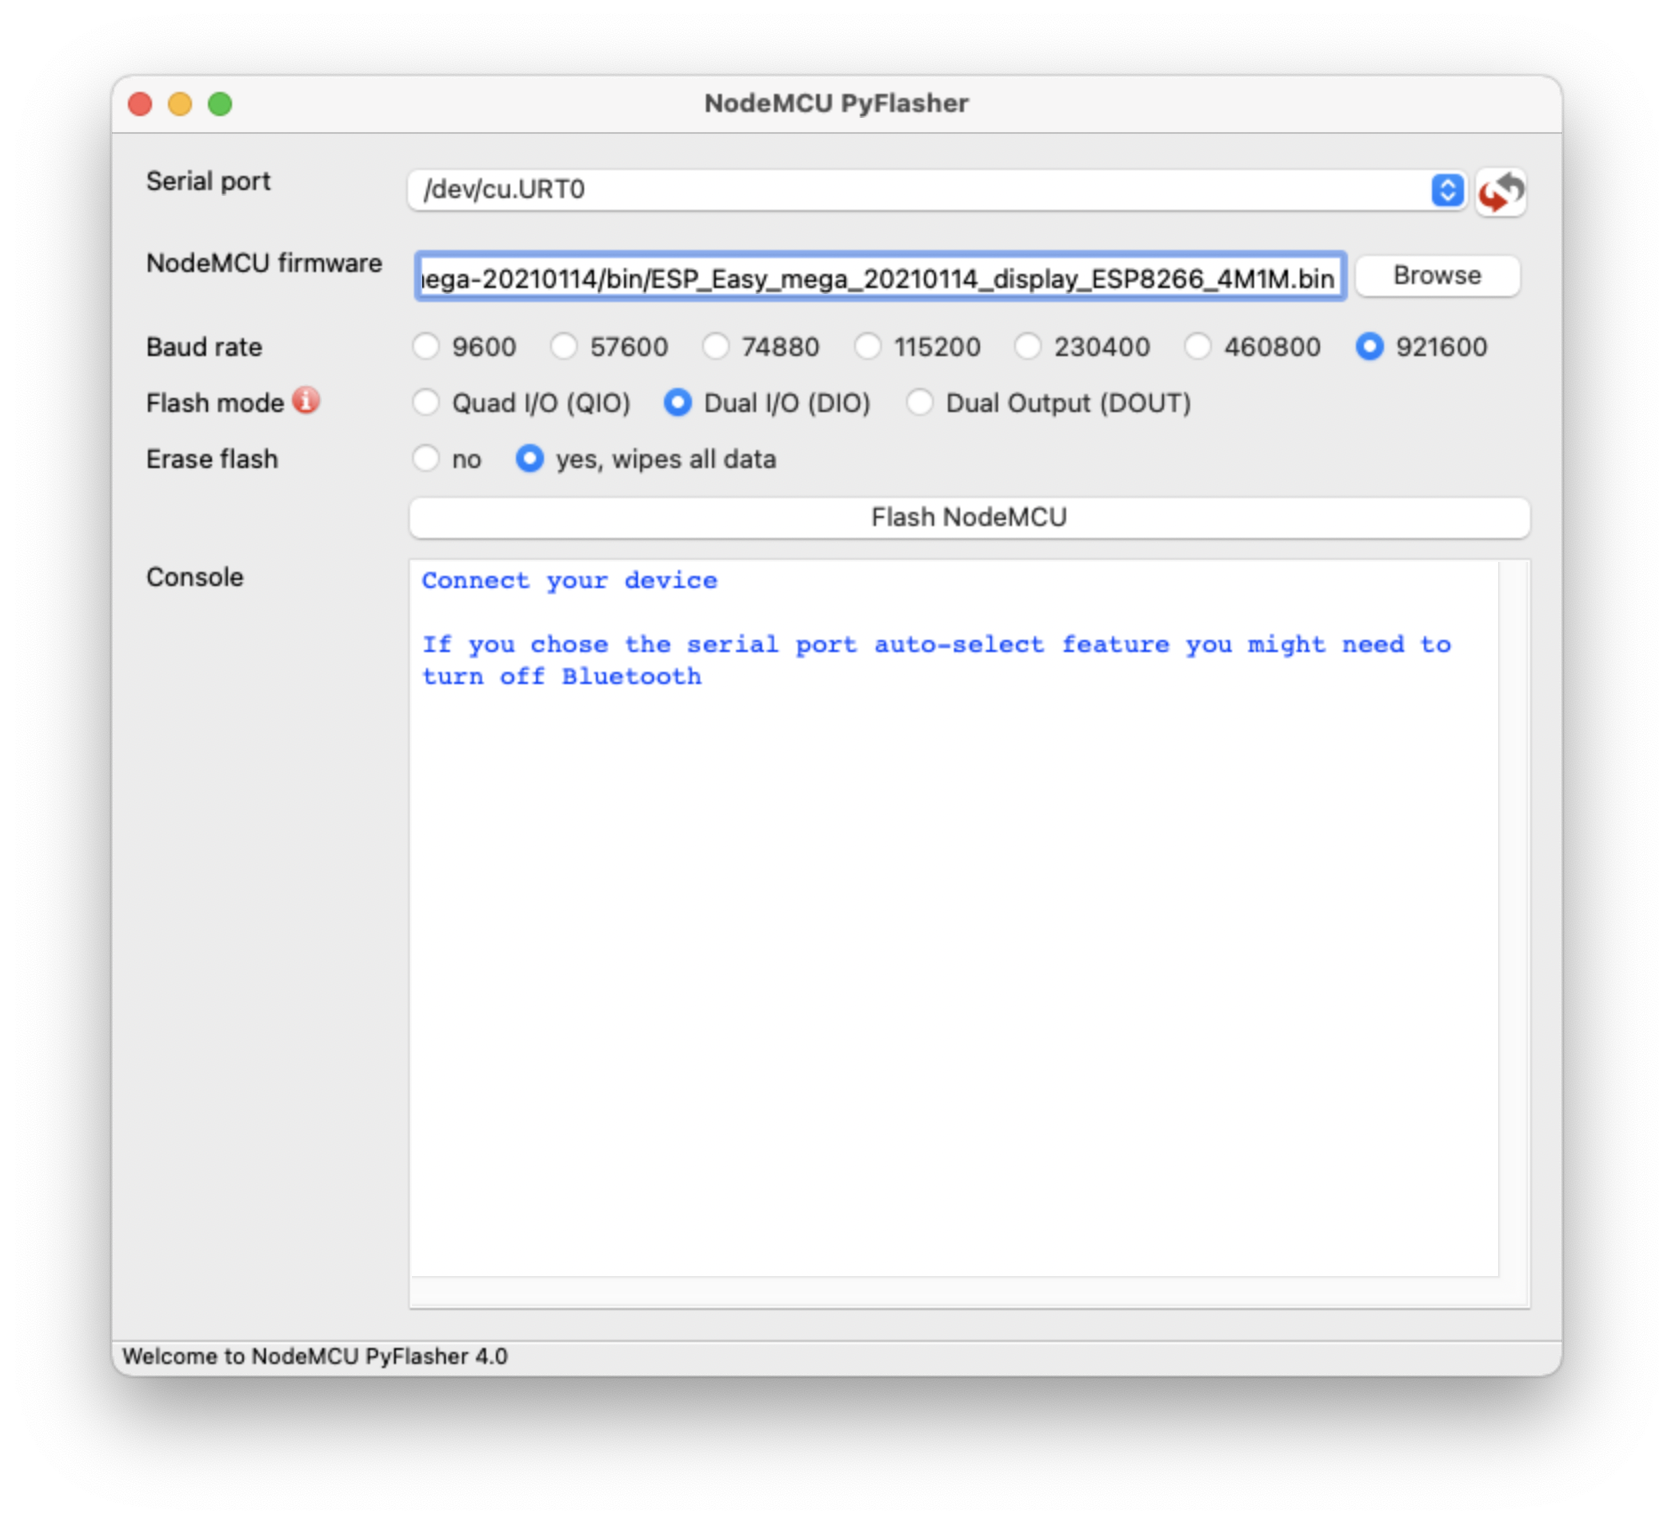 NodeMCU PyFlasher
Serial port
/dev/cu.URT0
NodeMCU firmware
ega-20210114/bin/ESP_Easy_mega_20210114_display_ESP8266_4M1M.bin
Browse
Baud rate
9600 57600 74880 115200 230400 460800 921600
Flash mode
Quad I/O (QIO) Dual I/O (DIO) Dual Output (DOUT)
Erase flash
no yes, wipes all data
Flash NodeMCU
Console
Connect your device
If you chose the serial port auto-select feature you might need to
turn off Bluetooth
Welcome to NodeMCU PyFlasher 4.0